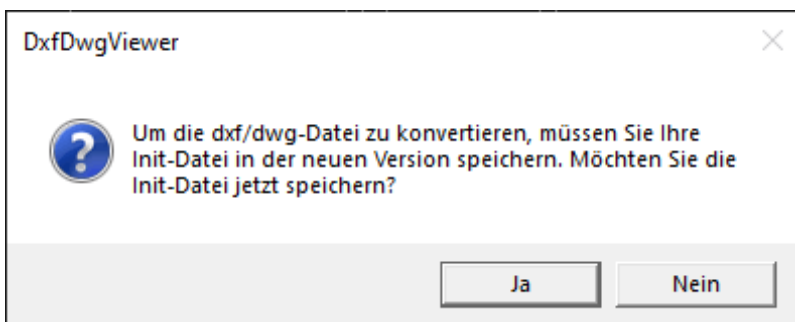 DxfDwgViewer
Um die dxf/dwg-Datei zu konvertieren, müssen Sie Ihre
Init-Datei in der neuen Version speichern. Möchten Sie die
Init-Datei jetzt speichern?
Ja
Nein